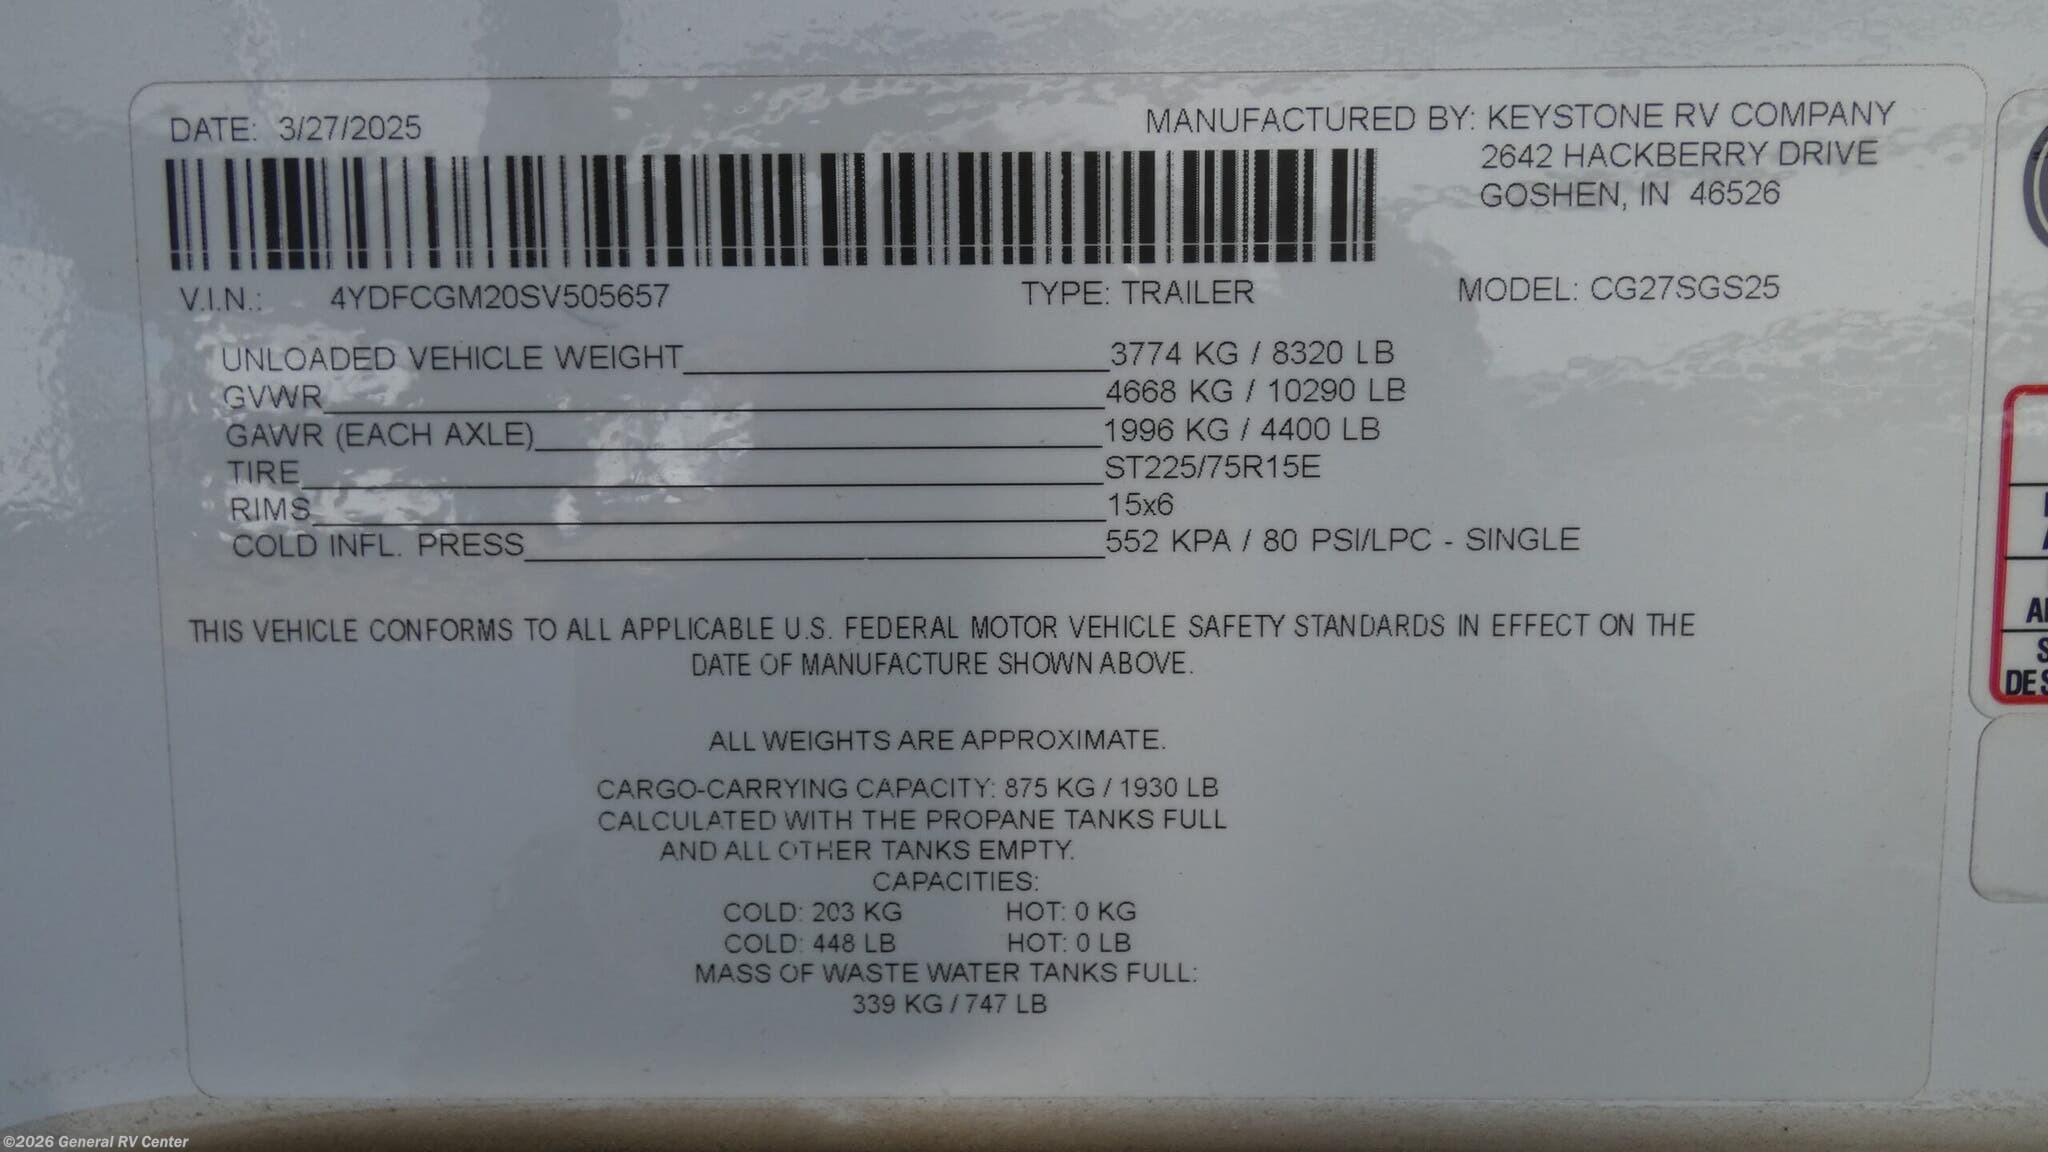 DATE: 3/27/2025
MANUFACTURED BY: KEYSTONE RV COMPANY
2642 HACKBERRY DRIVE
GOSHEN, IN 46526
V.I.N.: 4YDFCGM20SV505657 TYPE: TRAILER MODEL: CG27SGS25
UNLOADED VEHICLE WEIGHT 3774 KG / 8320 LB
GVWR 4668 KG / 10290 LB
GAWR (EACH AXLE) 1996 KG / 4400 LB
TIRE ST225/75R15E
RIMS 15x6
COLD INFL. PRESS 552 KPA / 80 PSI/LPC - SINGLE
THIS VEHICLE CONFORMS TO ALL APPLICABLE U.S. FEDERAL MOTOR VEHICLE SAFETY STANDARDS IN EFFECT ON THE
DATE OF MANUFACTURE SHOWN ABOVE.
ALL WEIGHTS ARE APPROXIMATE.
CARGO-CARRYING CAPACITY: 875 KG / 1930 LB
CALCULATED WITH THE PROPANE TANKS FULL
AND ALL OTHER TANKS EMPTY.
CAPACITIES:
COLD: 203 KG HOT: 0 KG
COLD: 448 LB HOT: 0 LB
MASS OF WASTE WATER TANKS FULL:
339 KG / 747 LB
©2026 General RV Center